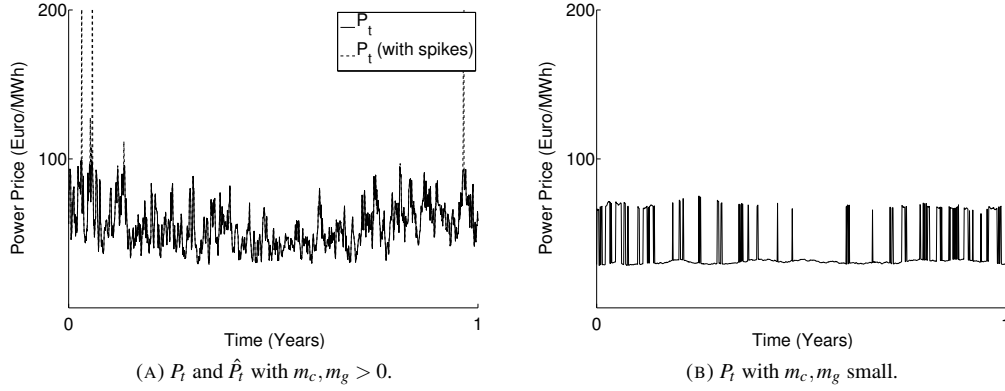 200
P_t
P_t (with spikes)
100
Power Price (Euro/MWh)
0
1
Time (Years)
(A) P_t and P̂_t with m_c, m_g > 0.
200
100
Power Price (Euro/MWh)
0
1
Time (Years)
(B) P_t with m_c, m_g small.